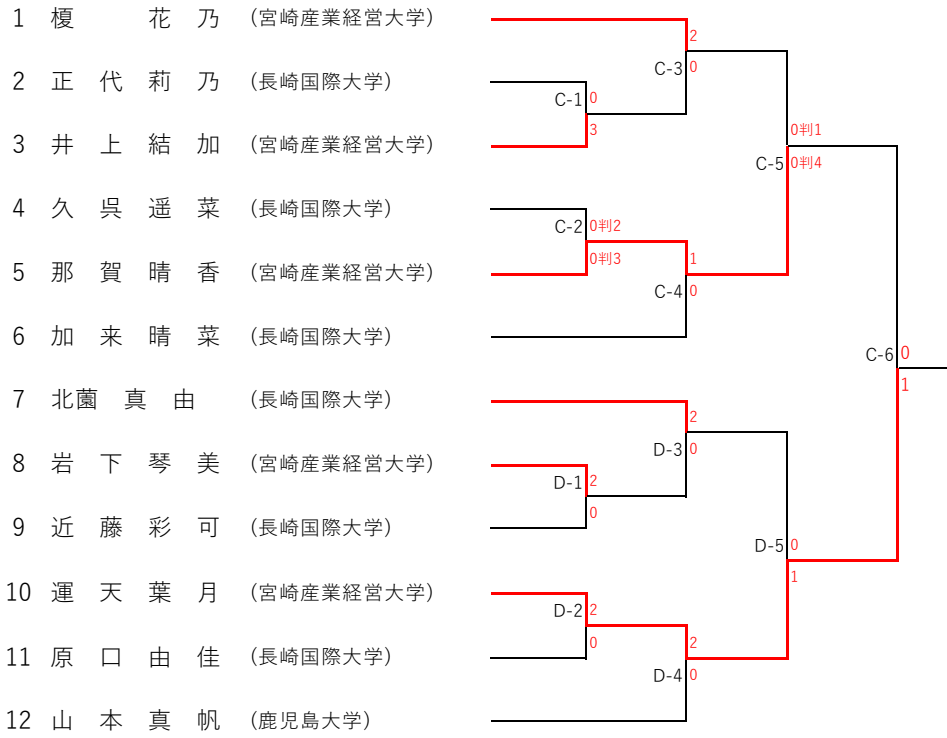 1 榎 花 乃 (宮崎産業経営大学)
2
C-3 0
2 正 代 莉 乃 (長崎国際大学)
C-1 0
3
3 井 上 結 加 (宮崎産業経営大学)
0判1
C-5 0判4
4 久 呉 遥 菜 (長崎国際大学)
C-2 0判2
0判3
5 那 賀 晴 香 (宮崎産業経営大学)
1
C-4 0
6 加 来 晴 菜 (長崎国際大学)
C-6 0
1
7 北薗 真 由 (長崎国際大学)
2
D-3 0
8 岩 下 琴 美 (宮崎産業経営大学)
D-1 2
0
9 近 藤 彩 可 (長崎国際大学)
D-5 0
1
10 運 天 葉 月 (宮崎産業経営大学)
D-2 2
0
11 原 口 由 佳 (長崎国際大学)
2
D-4 0
12 山 本 真 帆 (鹿児島大学)